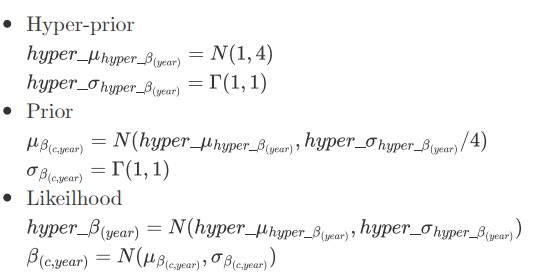 • Hyper-prior
hyper_μ_{hyper_β_{(year)}} = N(1, 4)
hyper_σ_{hyper_β_{(year)}} = Γ(1, 1)
• Prior
μ_{β_{(c,year)}} = N(hyper_μ_{hyper_β_{(year)}}, hyper_σ_{hyper_β_{(year)}}/4)
σ_{β_{(c,year)}} = Γ(1, 1)
• Likeilhood
hyper_β_{(year)} = N(hyper_μ_{hyper_β_{(year)}}, hyper_σ_{hyper_β_{(year)}})
β_{(c,year)} = N(μ_{β_{(c,year)}}, σ_{β_{(c,year)}})